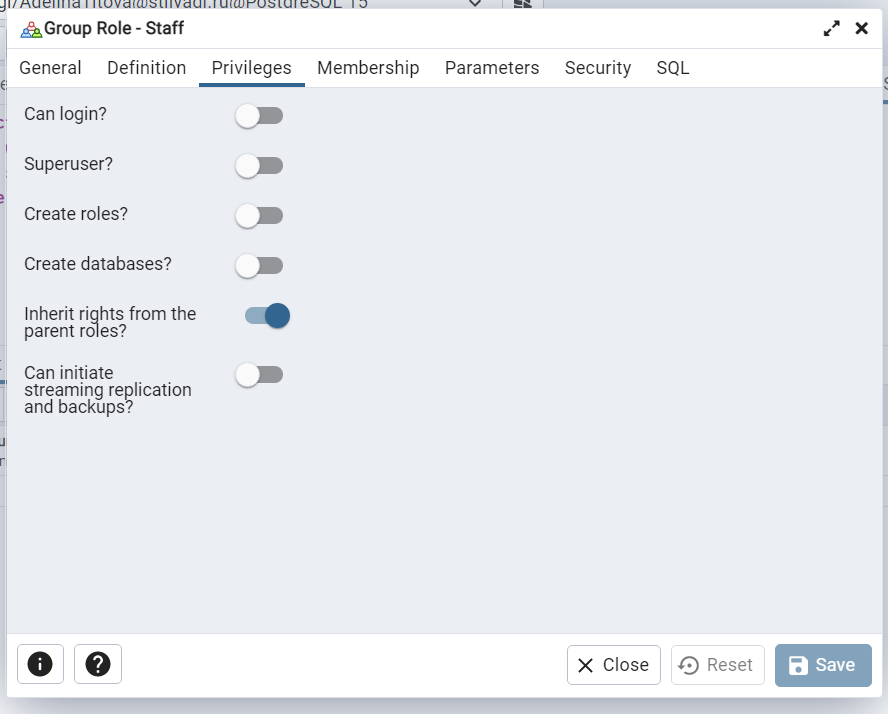 Group Role - Staff
General Definition Privileges Membership Parameters Security SQL
Can login?
Superuser?
Create roles?
Create databases?
Inherit rights from the
parent roles?
Can initiate
streaming replication
and backups?
Close Reset Save